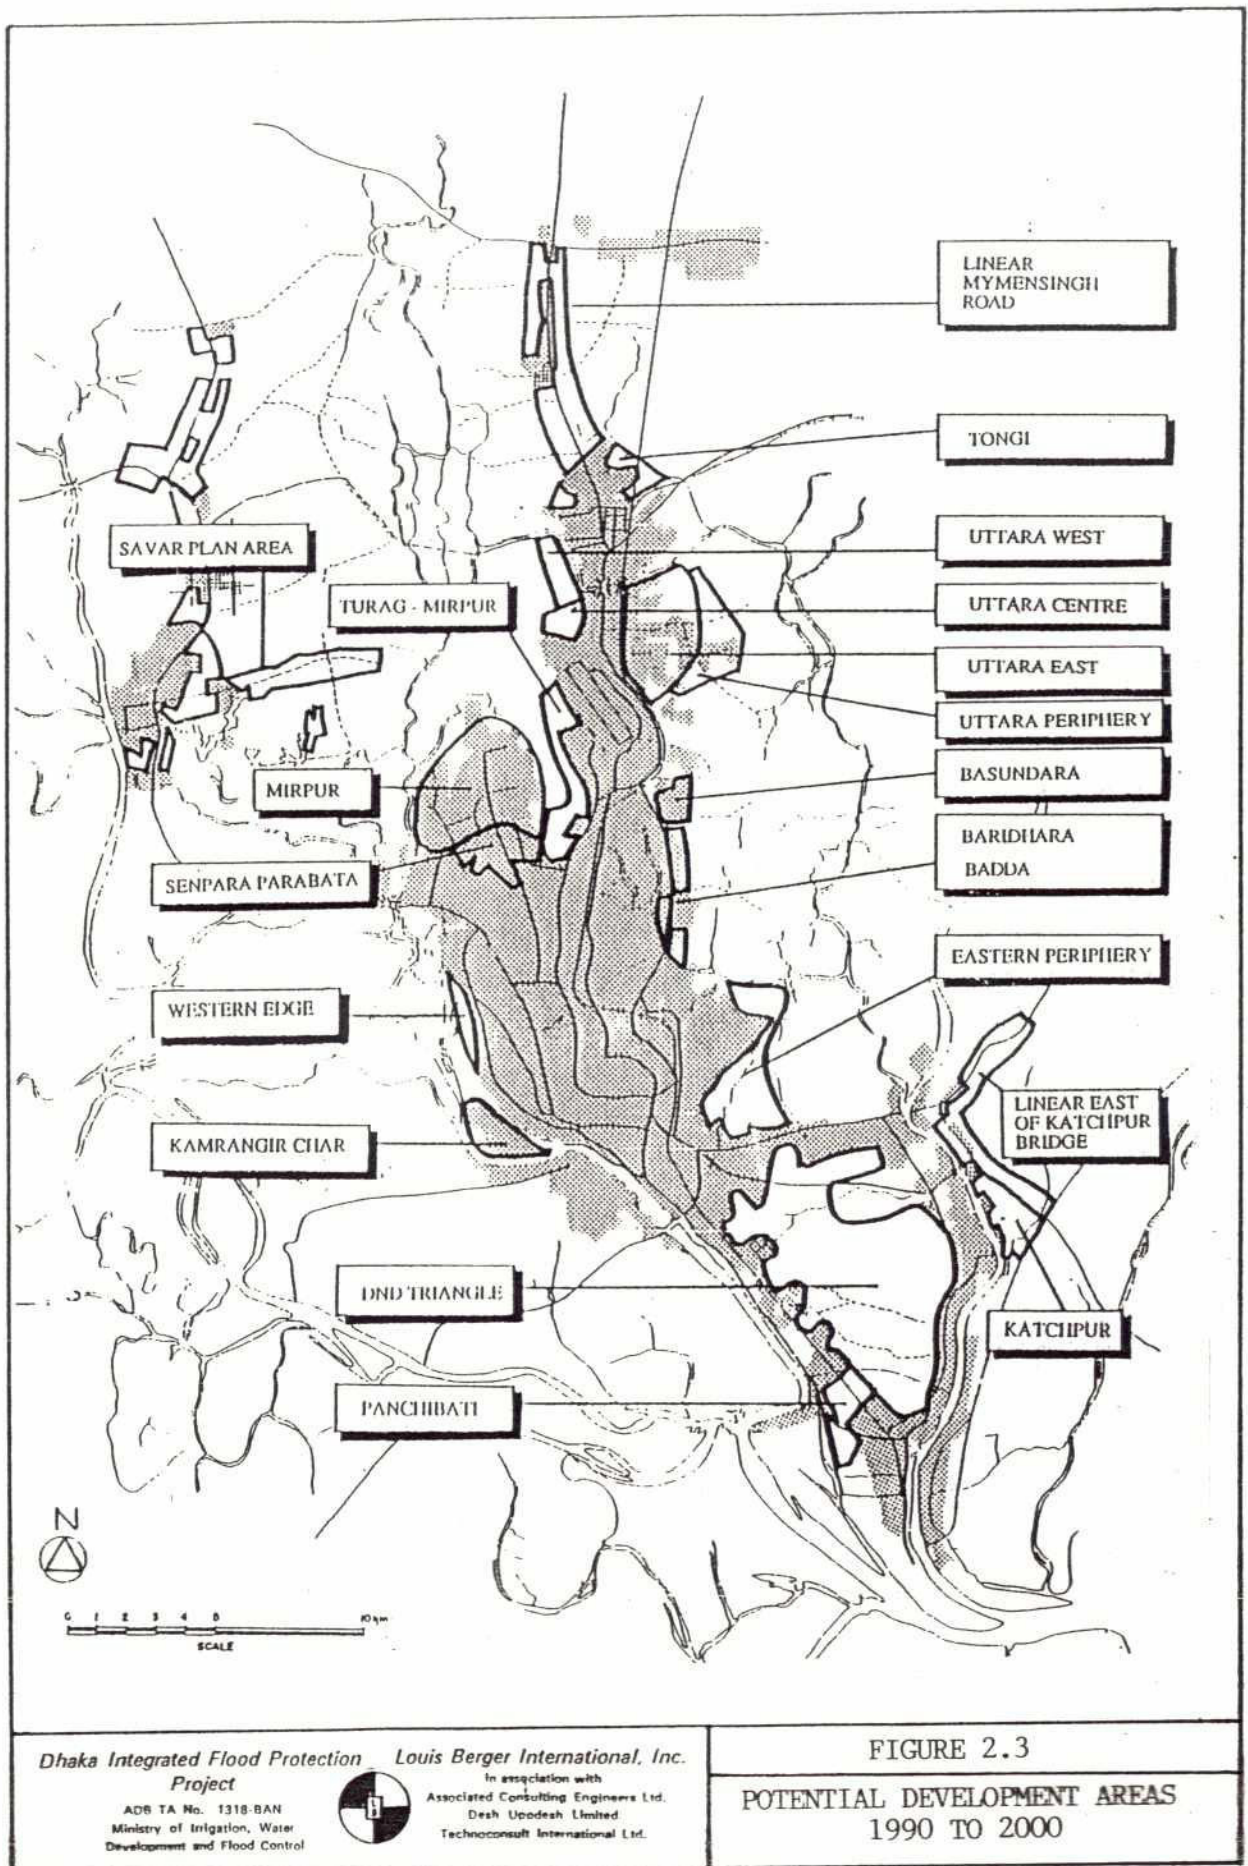 LINEAR
MYMENSINGH
ROAD
TONGI
UTTARA WEST
SAVAR PLAN AREA
UTTARA CENTRE
TURAG - MIRPUR
UTTARA EAST
UTTARA PERIPHERY
BASUNDARA
MIRPUR
BARIDHARA
BADDA
SENPARA PARABATA
EASTERN PERIPHERY
WESTERN EDGE
LINEAR EAST
OF KATCHPUR
BRIDGE
KAMRANGIR CHAR
DND TRIANGLE
KATCHPUR
PANCHIBATI
N
0 1 2 3 4 5 10 km
SCALE
Dhaka Integrated Flood Protection
Project
ADB TA No. 1318-BAN
Ministry of Irrigation, Water
Development and Flood Control
Louis Berger International, Inc.
In association with
Associated Consulting Engineers Ltd.
Desh Upodesh Limited
Technoconsult International Ltd.
FIGURE 2.3
POTENTIAL DEVELOPMENT AREAS
1990 TO 2000